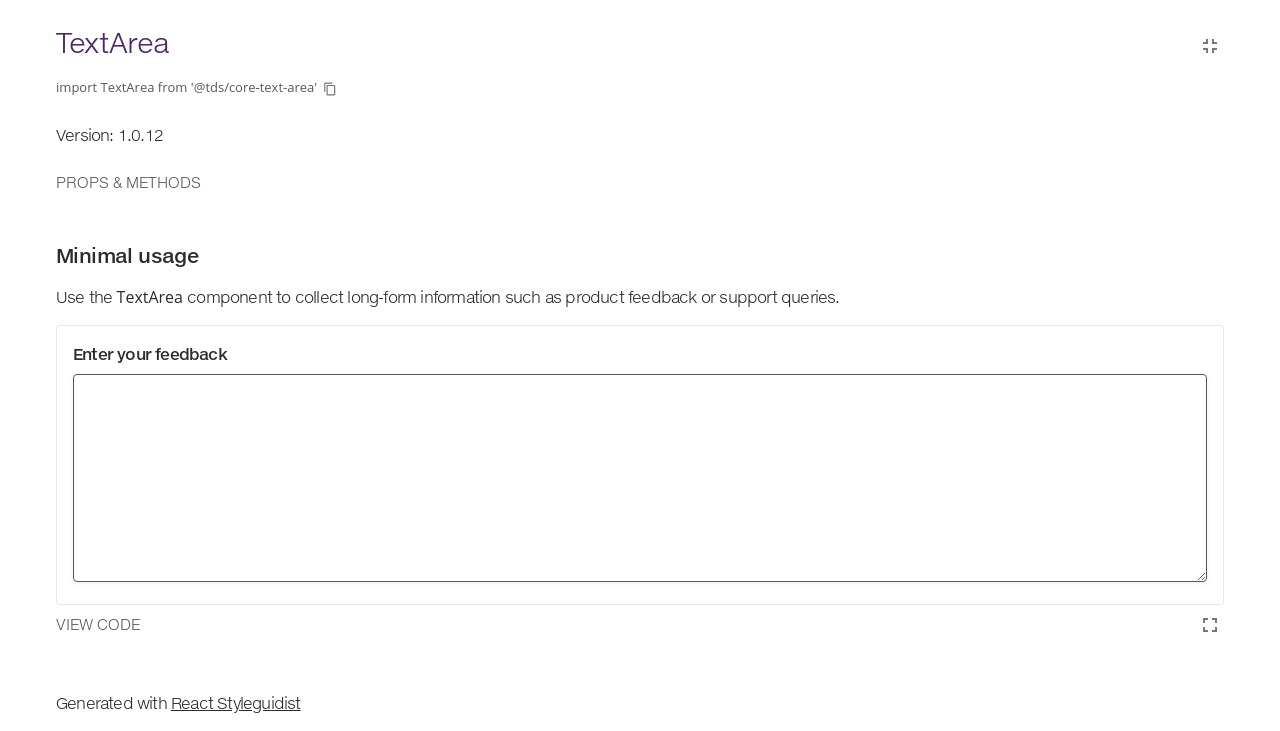 TextArea
import TextArea from '@tds/core-text-area'
Version: 1.0.12
PROPS & METHODS
Minimal usage
Use the TextArea component to collect long-form information such as product feedback or support queries.
Enter your feedback
VIEW CODE
Generated with React Styleguidist